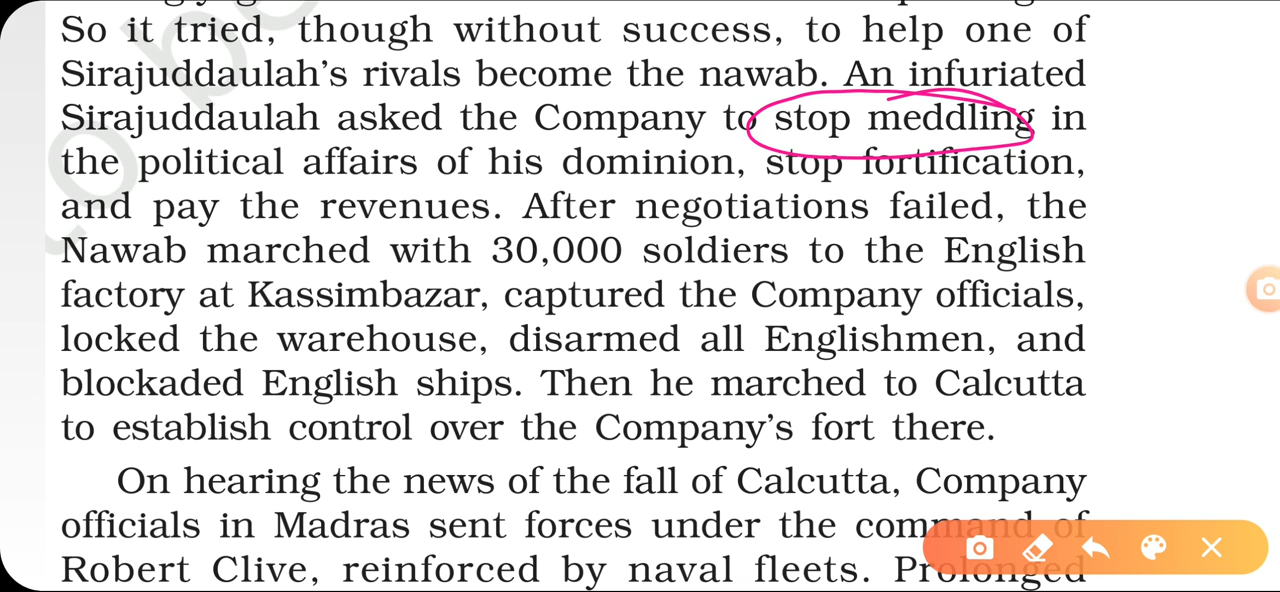 So it tried, though without success, to help one of
Sirajuddaulah's rivals become the nawab. An infuriated
Sirajuddaulah asked the Company to stop meddling in
the political affairs of his dominion, stop fortification,
and pay the revenues. After negotiations failed, the
Nawab marched with 30,000 soldiers to the English
factory at Kassimbazar, captured the Company officials,
locked the warehouse, disarmed all Englishmen, and
blockaded English ships. Then he marched to Calcutta
to establish control over the Company's fort there.
On hearing the news of the fall of Calcutta, Company
officials in Madras sent forces under the command of
Robert Clive, reinforced by naval fleets. Prolonged